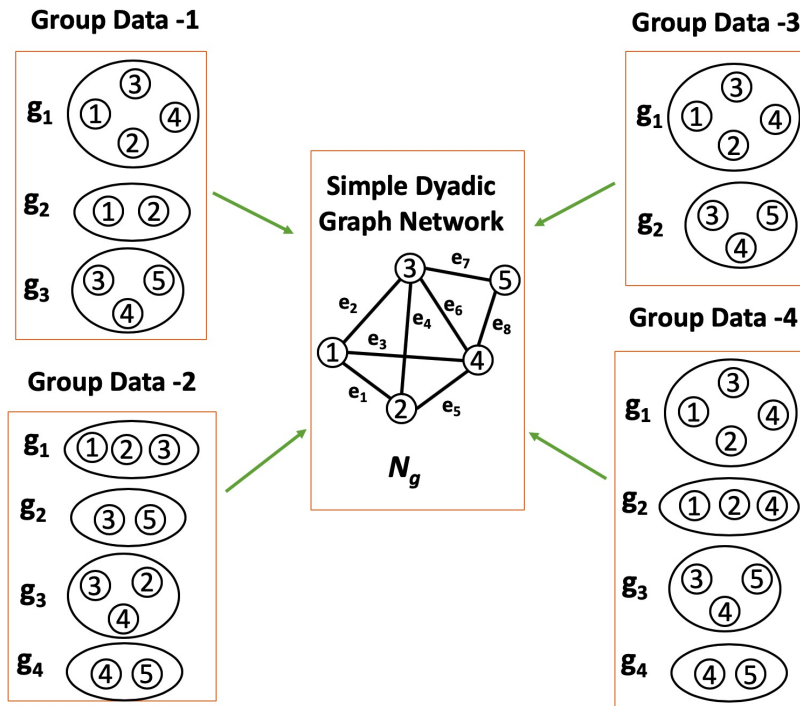 Group Data -1
g1
3
1
4
2
g2
1 2
g3
3 5
4
Group Data -2
g1
1 2 3
g2
3 5
g3
3 2
4
g4
4 5
Simple Dyadic
Graph Network
e7
3
5
e2
e6
e4
e8
e3
1
4
e1
e5
2
Ng
Group Data -3
g1
3
1
4
2
g2
3 5
4
Group Data -4
g1
3
1
4
2
g2
1 2 4
g3
3 5
4
g4
4 5